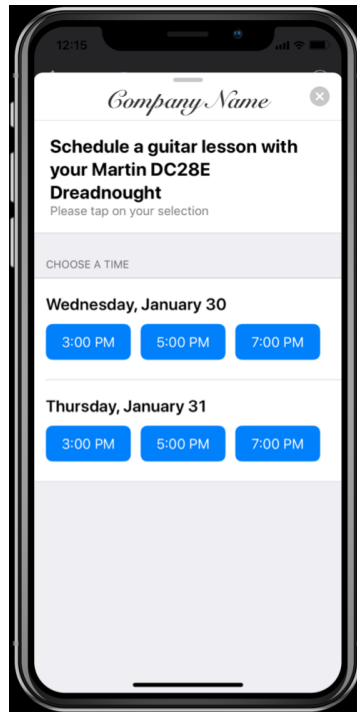 12:15
Company Name
Schedule a guitar lesson with
your Martin DC28E
Dreadnought
Please tap on your selection
CHOOSE A TIME
Wednesday, January 30
3:00 PM 5:00 PM 7:00 PM
Thursday, January 31
3:00 PM 5:00 PM 7:00 PM